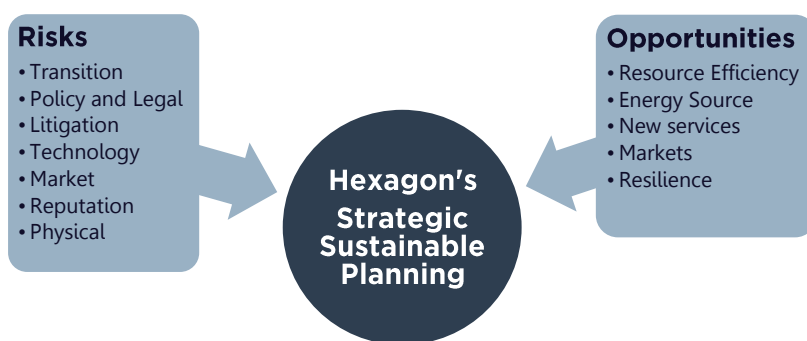 Risks
• Transition
• Policy and Legal
• Litigation
• Technology
• Market
• Reputation
• Physical
Hexagon's
Strategic
Sustainable
Planning
Opportunities
• Resource Efficiency
• Energy Source
• New services
• Markets
• Resilience